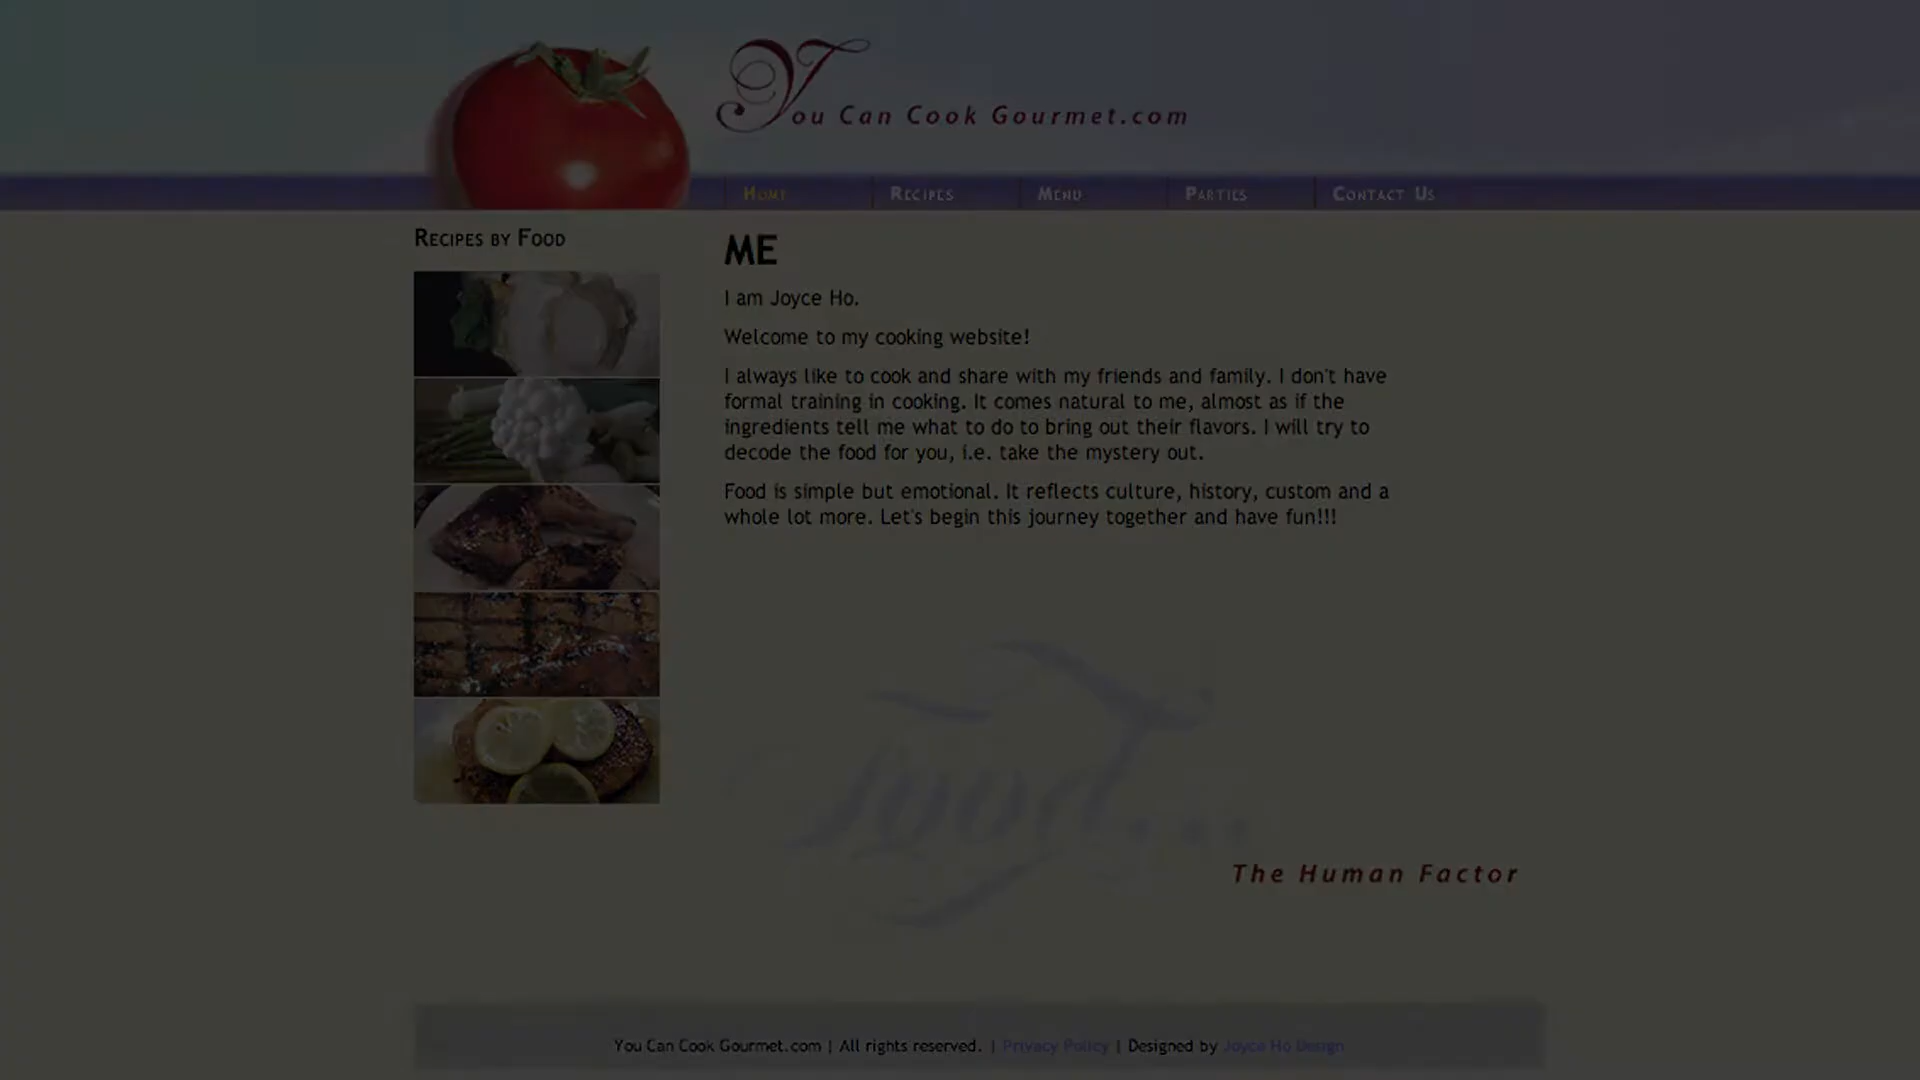 You Can Cook Gourmet.com
Home Recipes Menu Parties Contact Us
Recipes by Food
ME
I am Joyce Ho.
Welcome to my cooking website!
I always like to cook and share with my friends and family. I don't have
formal training in cooking. It comes natural to me, almost as if the
ingredients tell me what to do to bring out their flavors. I will try to
decode the food for you, i.e. take the mystery out.
Food is simple but emotional. It reflects culture, history, custom and a
whole lot more. Let's begin this journey together and have fun!!!
food...
The Human Factor
You Can Cook Gourmet.com | All rights reserved. | Privacy Policy | Designed by Joyce Ho Design